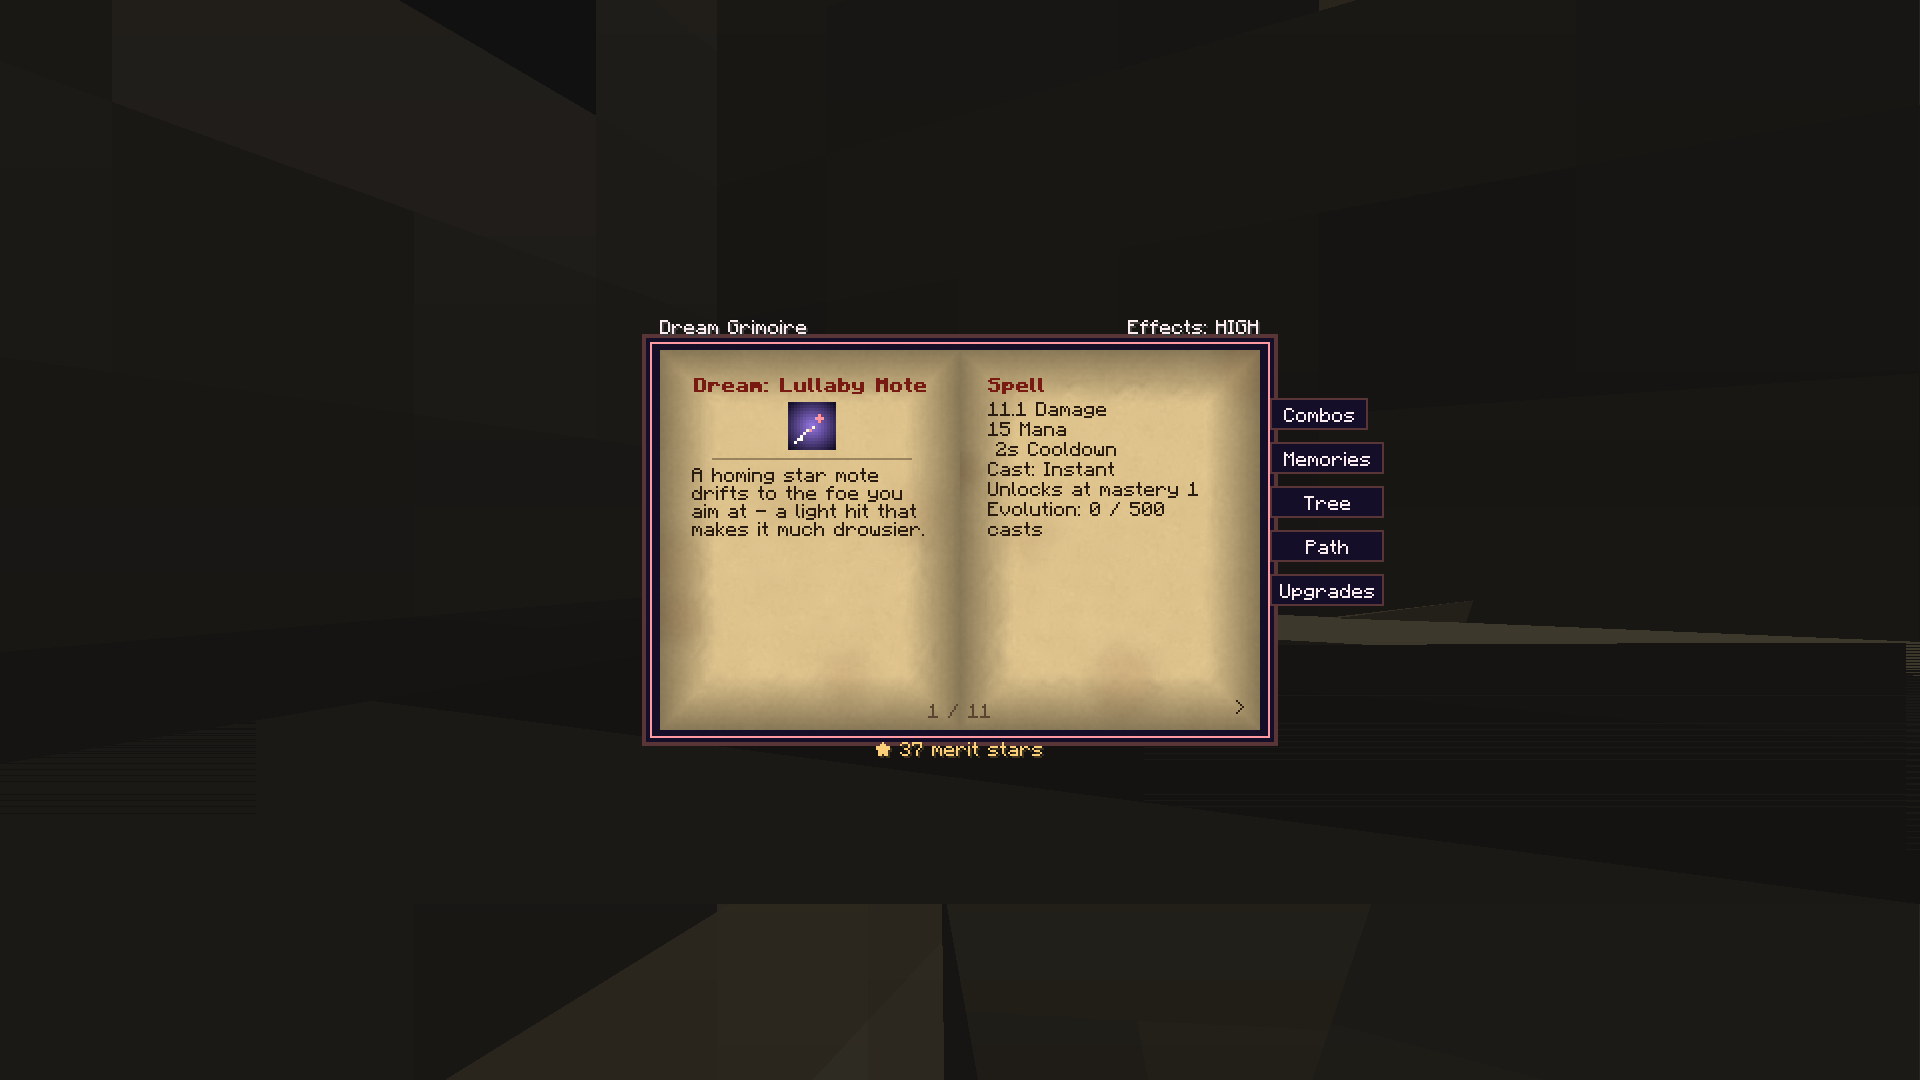 Dream Grimoire
Effects: HIGH
Dream: Lullaby Mote
A homing star mote
drifts to the foe you
aim at - a light hit that
makes it much drowsier.
Spell
11.1 Damage
15 Mana
2s Cooldown
Cast: Instant
Unlocks at mastery 1
Evolution: 0 / 500
casts
Combos
Memories
Tree
Path
Upgrades
1 / 11
>
37 merit stars